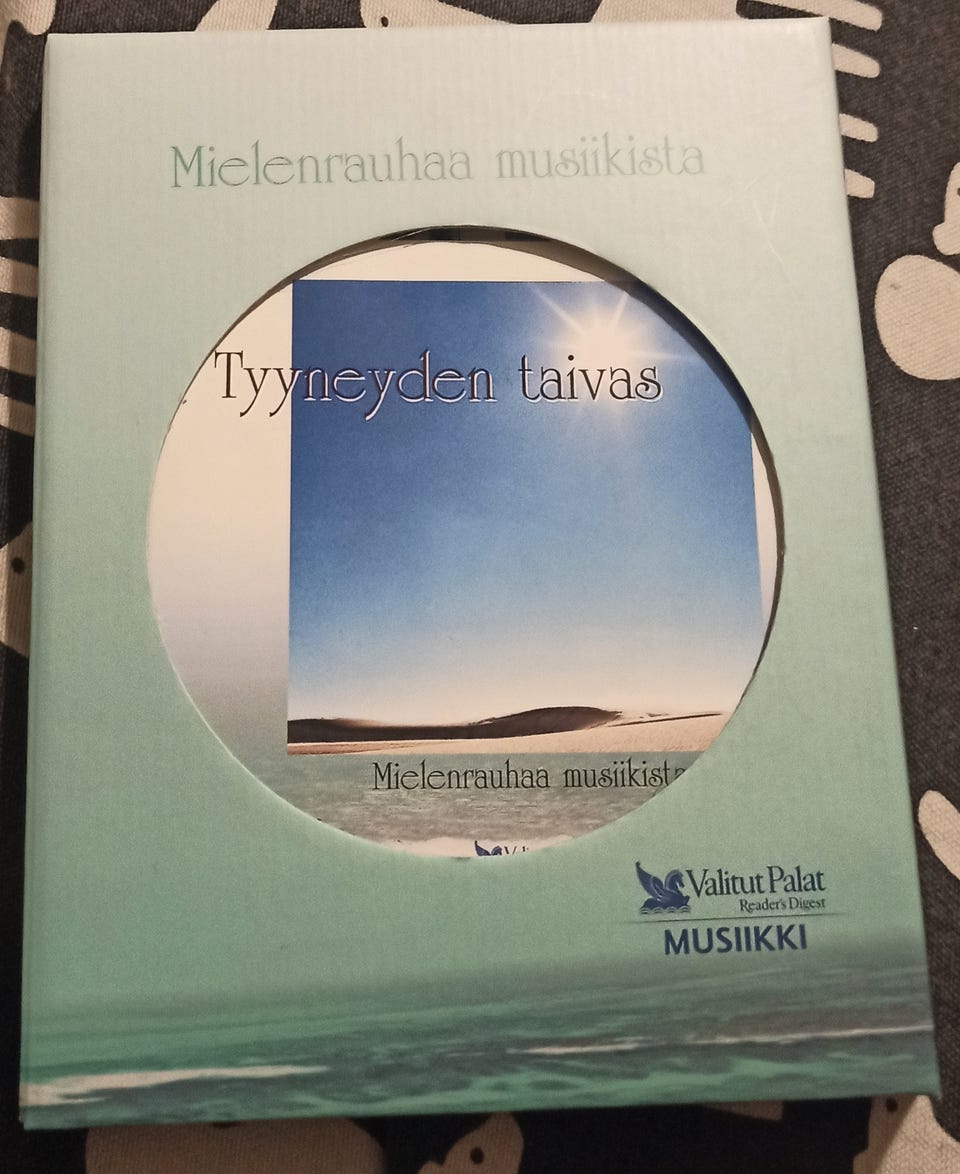 Mielenrauhaa musiikista
Tyyneyden taivas
Mielenrauhaa musiikista
Valitut Palat
Reader's Digest
MUSIIKKI